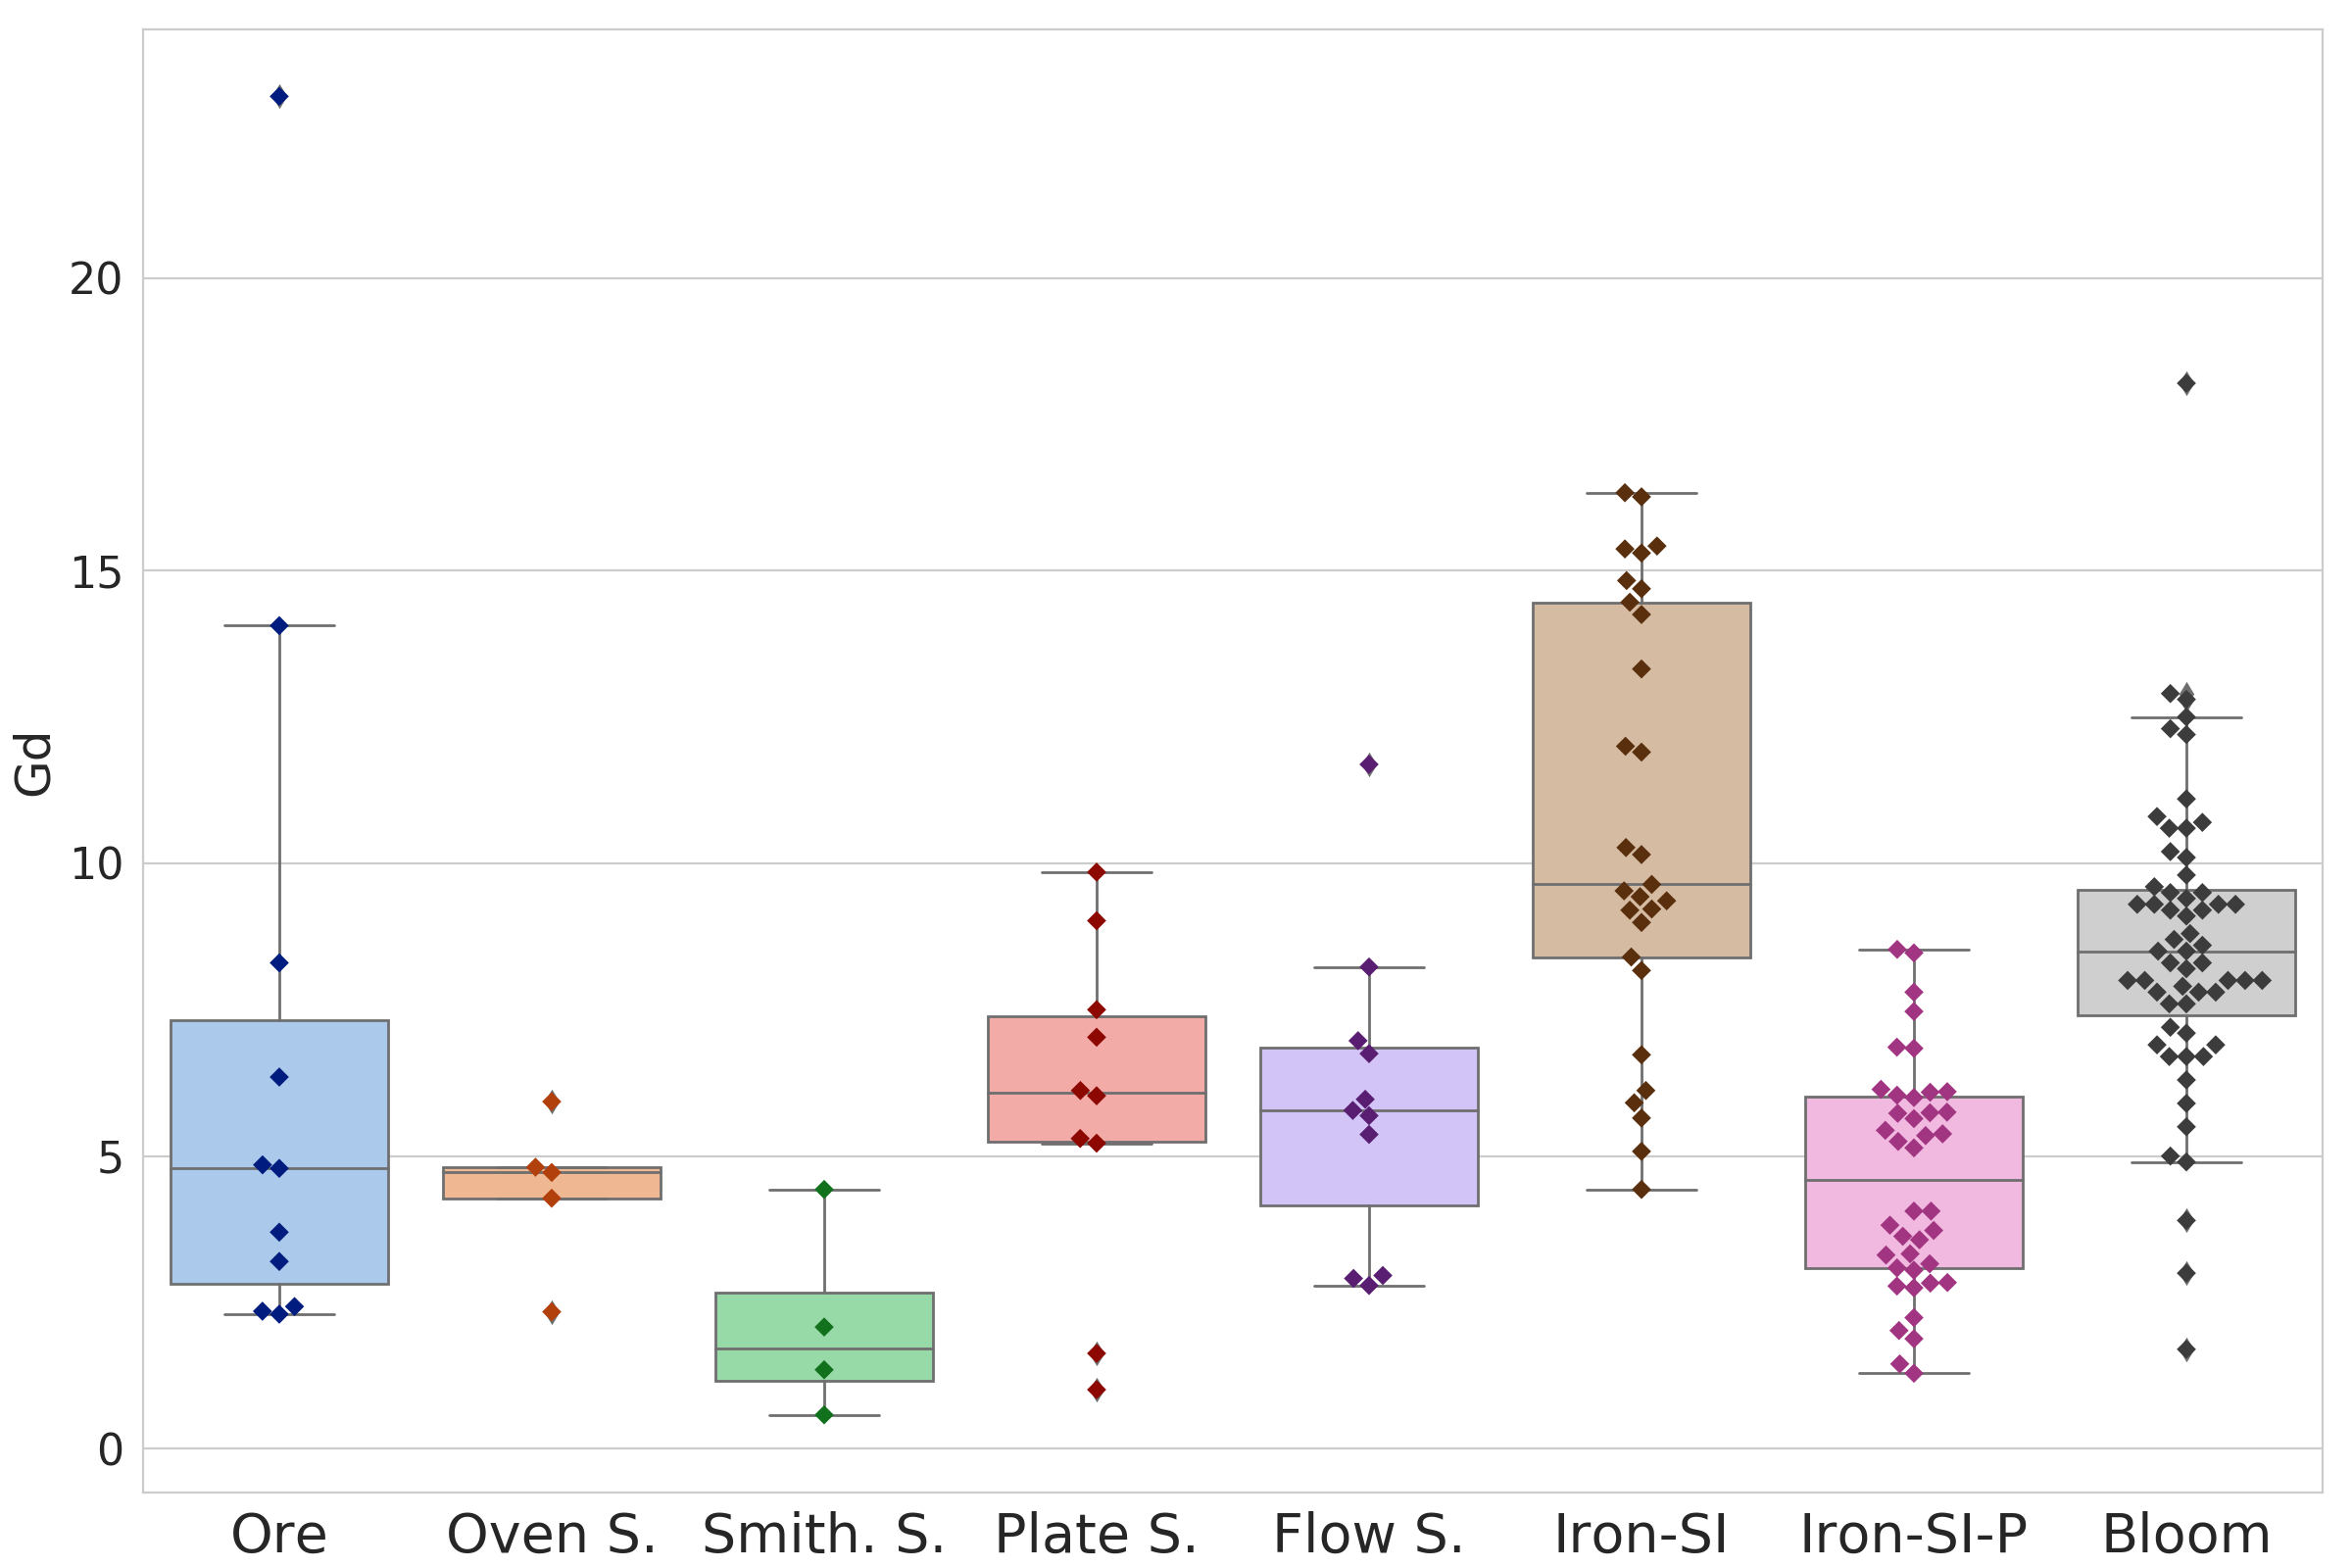 20
15
10
5
0
Gd
Ore Oven S. Smith. S. Plate S. Flow S. Iron-SI Iron-SI-P Bloom